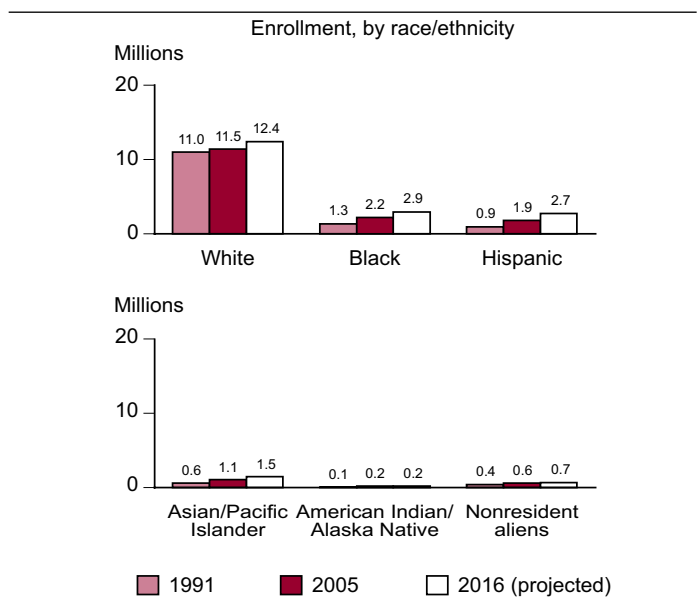 Enrollment, by race/ethnicity
Millions
20
11.0 11.5 12.4
10
1.3 2.2 2.9
0.9 1.9 2.7
0
White Black Hispanic
Millions
20
10
0.6 1.1 1.5
0.1 0.2 0.2
0.4 0.6 0.7
0
Asian/Pacific Islander
American Indian/ Alaska Native
Nonresident aliens
1991 2005 2016 (projected)